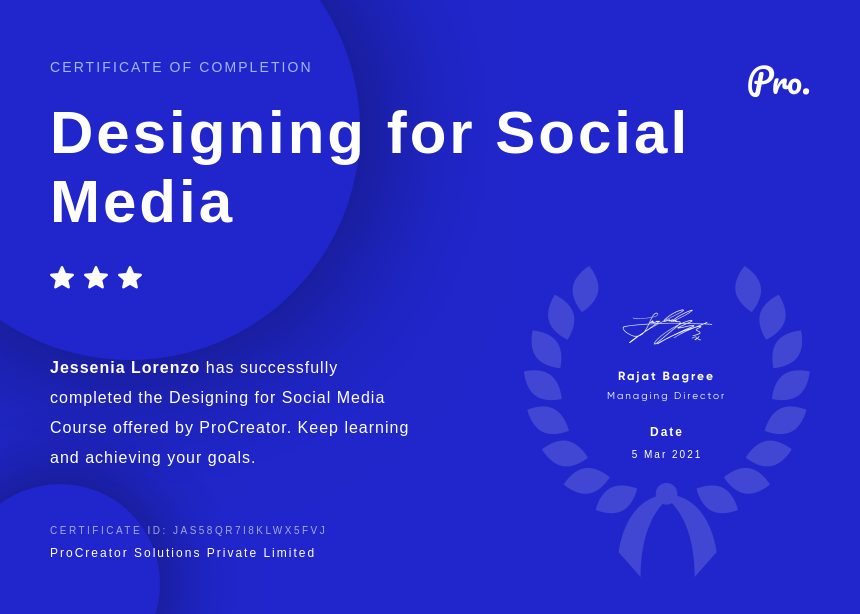 CERTIFICATE OF COMPLETION
Pro.
Designing for Social
Media
Jessenia Lorenzo has successfully
completed the Designing for Social Media
Course offered by ProCreator. Keep learning
and achieving your goals.
Rajat Bagree
Managing Director
Date
5 Mar 2021
CERTIFICATE ID: JAS58QR7I8KLWX5FVJ
ProCreator Solutions Private Limited